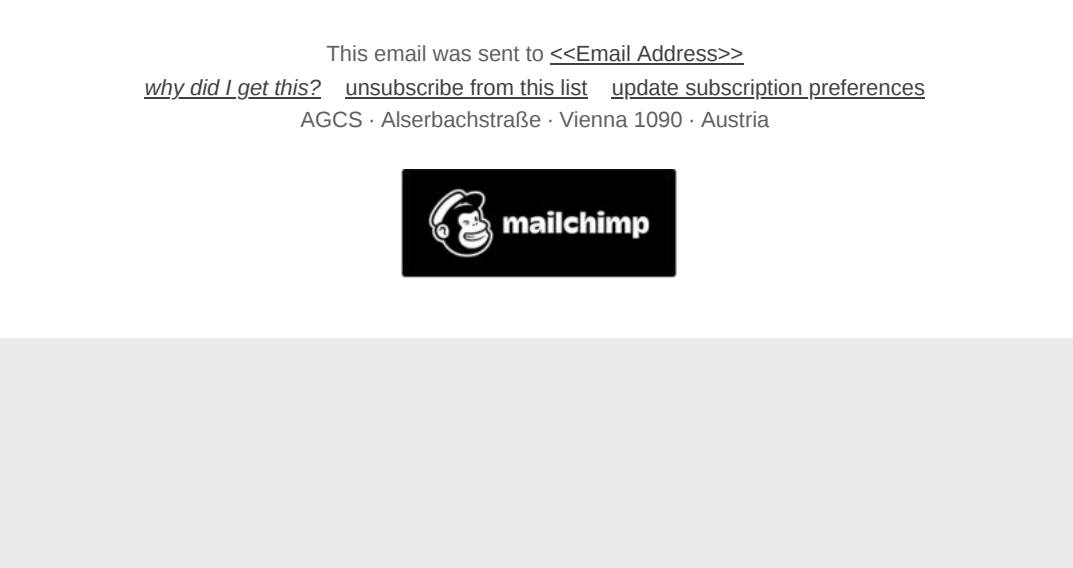 This email was sent to <<Email Address>>
why did I get this? unsubscribe from this list update subscription preferences
AGCS · Alserbachstraße · Vienna 1090 · Austria
mailchimp